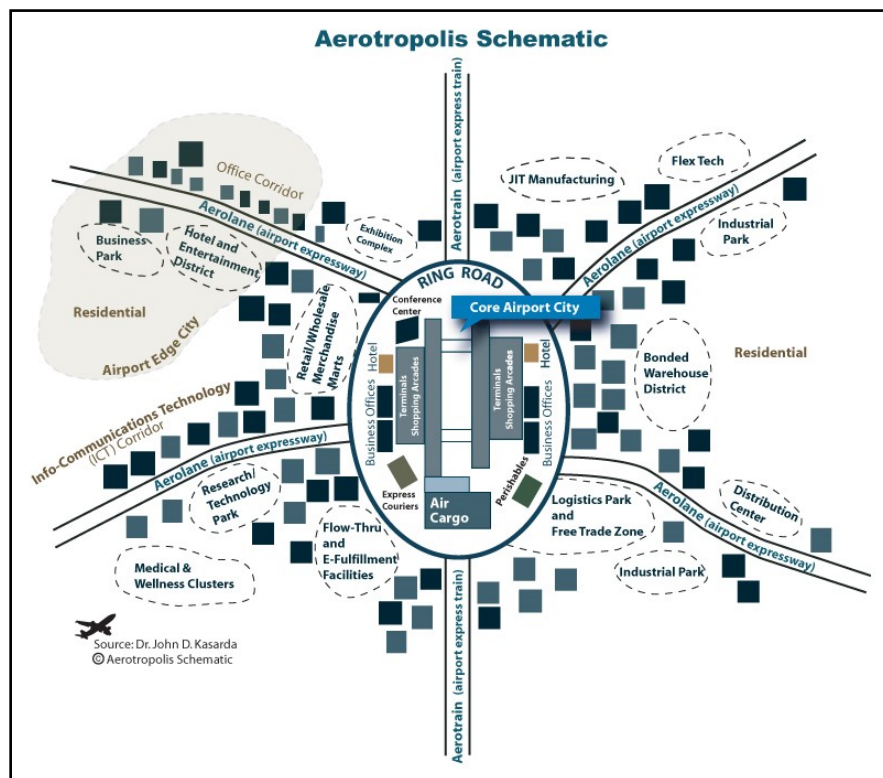 Aerotropolis Schematic
Aerotrain (airport express train)
Office Corridor
Aerolane (airport expressway)
Business
Park
Hotel and
Entertainment
District
Exhibition
Complex
JIT Manufacturing
Flex Tech
Aerolane (airport expressway)
Industrial
Park
Residential
Airport Edge City
Retail/Wholesale
Merchandise
Marts
RING ROAD
Conference
Center
Core Airport City
Hotel
Terminals
Shopping Arcades
Business Offices
Terminals
Shopping Arcades
Hotel
Business Offices
Bonded
Warehouse
District
Residential
Info-Communications Technology
(ICT) Corridor
Aerolane (airport expressway)
Research/
Technology
Park
Express
Couriers
Air
Cargo
Perishables
Logistics Park
and
Free Trade Zone
Aerolane (airport expressway)
Distribution
Center
Flow-Thru
and
E-Fulfillment
Facilities
Medical &
Wellness Clusters
Industrial Park
Aerotrain (airport express train)
Source: Dr. John D. Kasarda
© Aerotropolis Schematic